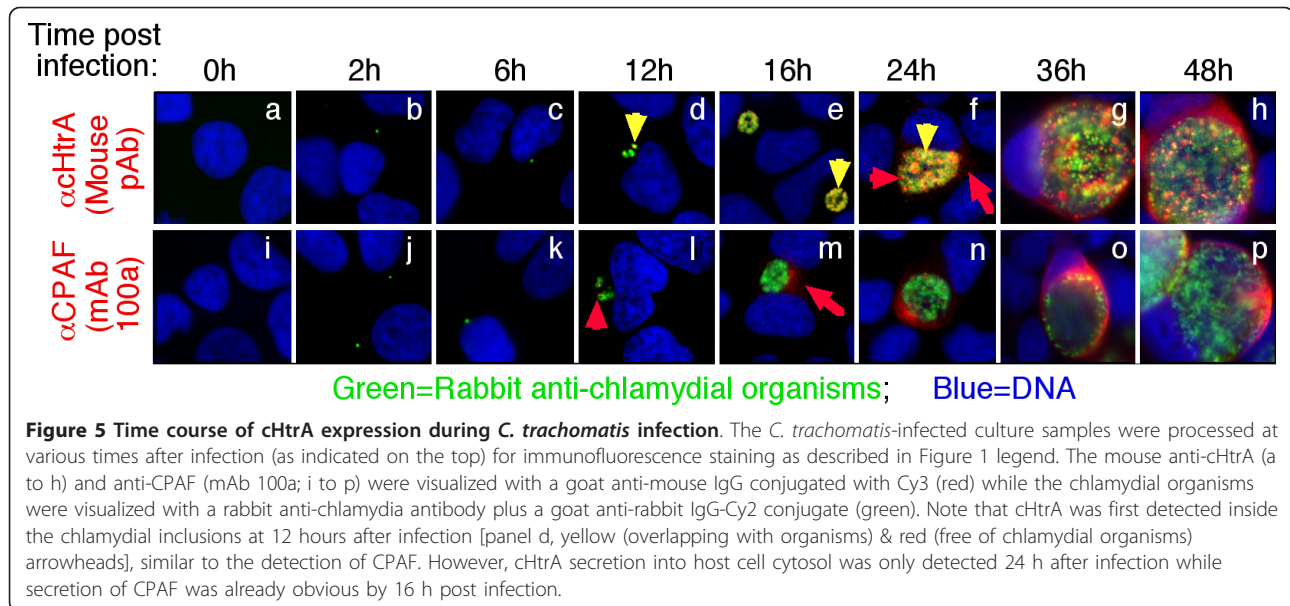 Time post
infection: 0h 2h 6h 12h 16h 24h 36h 48h
αcHtrA
(Mouse
pAb)
a b c d e f g h
αCPAF
(mAb
100a)
i j k l m n o p
Green=Rabbit anti-chlamydial organisms; Blue=DNA
Figure 5 Time course of cHtrA expression during C. trachomatis infection. The C. trachomatis-infected culture samples were processed at
various times after infection (as indicated on the top) for immunofluorescence staining as described in Figure 1 legend. The mouse anti-cHtrA (a
to h) and anti-CPAF (mAb 100a; i to p) were visualized with a goat anti-mouse IgG conjugated with Cy3 (red) while the chlamydial organisms
were visualized with a rabbit anti-chlamydia antibody plus a goat anti-rabbit IgG-Cy2 conjugate (green). Note that cHtrA was first detected inside
the chlamydial inclusions at 12 hours after infection [panel d, yellow (overlapping with organisms) & red (free of chlamydial organisms)
arrowheads], similar to the detection of CPAF. However, cHtrA secretion into host cell cytosol was only detected 24 h after infection while
secretion of CPAF was already obvious by 16 h post infection.